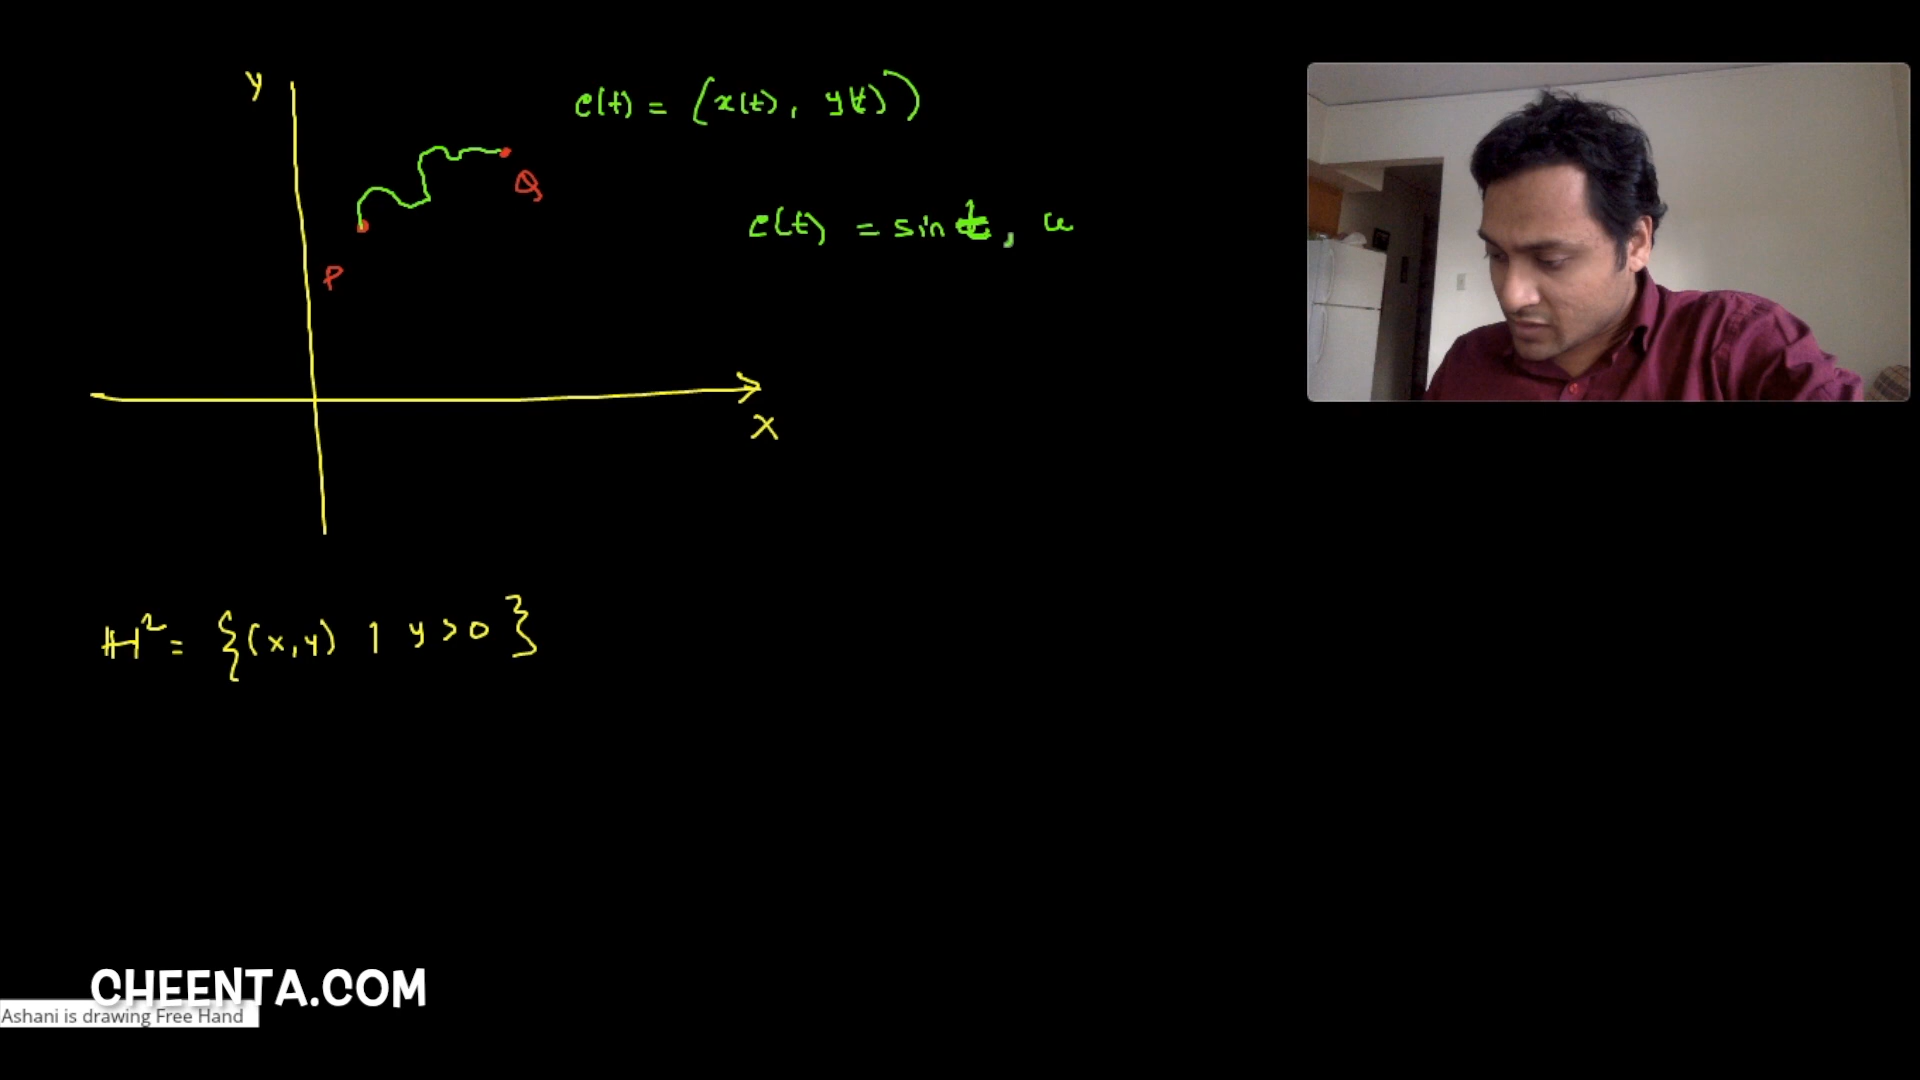 y
c(t) = (x(t), y(t))
Q
c(t) = sin t,
P
X
H² = {(x,y) | y > 0}
CHEENTA.COM
Ashani is drawing Free Hand